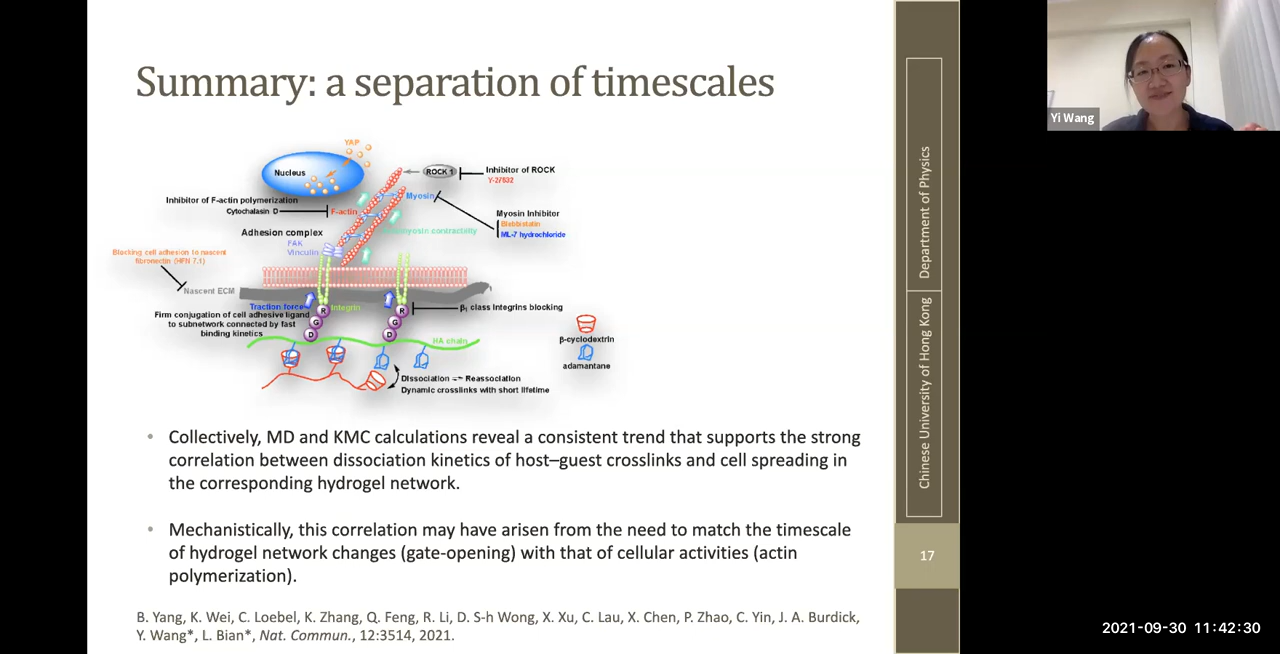 Summary: a separation of timescales
YAP
Nucleus
ROCK 1
Inhibitor of ROCK
Y-27632
Inhibitor of F-actin polymerization
Myosin
Cytochalasin D
F-actin
Myosin Inhibitor
Blebbistatin
ML-7 hydrochloride
Adhesion complex
FAK
Vinculin
contractility
Blocking cell adhesion to nascent
fibronectin (HFN 7.1)
Nascent ECM
Traction force
Integrin
β1 class Integrins blocking
Firm conjugation of cell adhesive ligand
to subnetwork connected by fast
binding kinetics
R
G
D
R
G
D
HA chain
β-cyclodextrin
adamantane
Dissociation ⇌ Reassociation
Dynamic crosslinks with short lifetime
• Collectively, MD and KMC calculations reveal a consistent trend that supports the strong
correlation between dissociation kinetics of host–guest crosslinks and cell spreading in
the corresponding hydrogel network.
• Mechanistically, this correlation may have arisen from the need to match the timescale
of hydrogel network changes (gate-opening) with that of cellular activities (actin
polymerization).
B. Yang, K. Wei, C. Loebel, K. Zhang, Q. Feng, R. Li, D. S-h Wong, X. Xu, C. Lau, X. Chen, P. Zhao, C. Yin, J. A. Burdick,
Y. Wang*, L. Bian*, Nat. Commun., 12:3514, 2021.
Chinese University of Hong Kong
Department of Physics
17
Yi Wang
2021-09-30 11:42:30